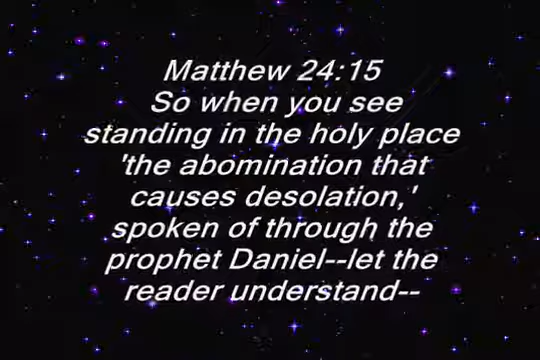 Matthew 24:15
So when you see
standing in the holy place
'the abomination that
causes desolation,'
spoken of through the
prophet Daniel--let the
reader understand--